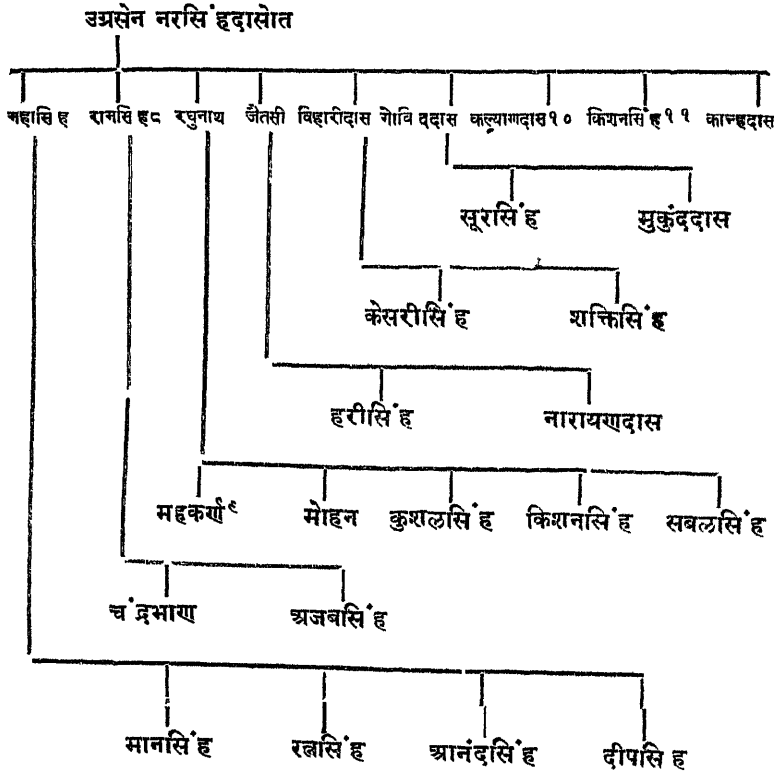 उग्रसेन नरसिंहदासोत
महासिंह रामसिंह८ रघुनाथ जैतसी विहारीदास गोविंददास कल्याणदास१० किशनसिंह११ कान्हदास
सूरसिंह मुकुंददास
केसरीसिंह शक्तिसिंह
हरीसिंह नारायणदास
महकर्ण९ मोहन कुशलसिंह किशनसिंह सबलसिंह
चंद्रभाण अजबसिंह
मानसिंह रत्नसिंह आनंदसिंह दीपसिंह